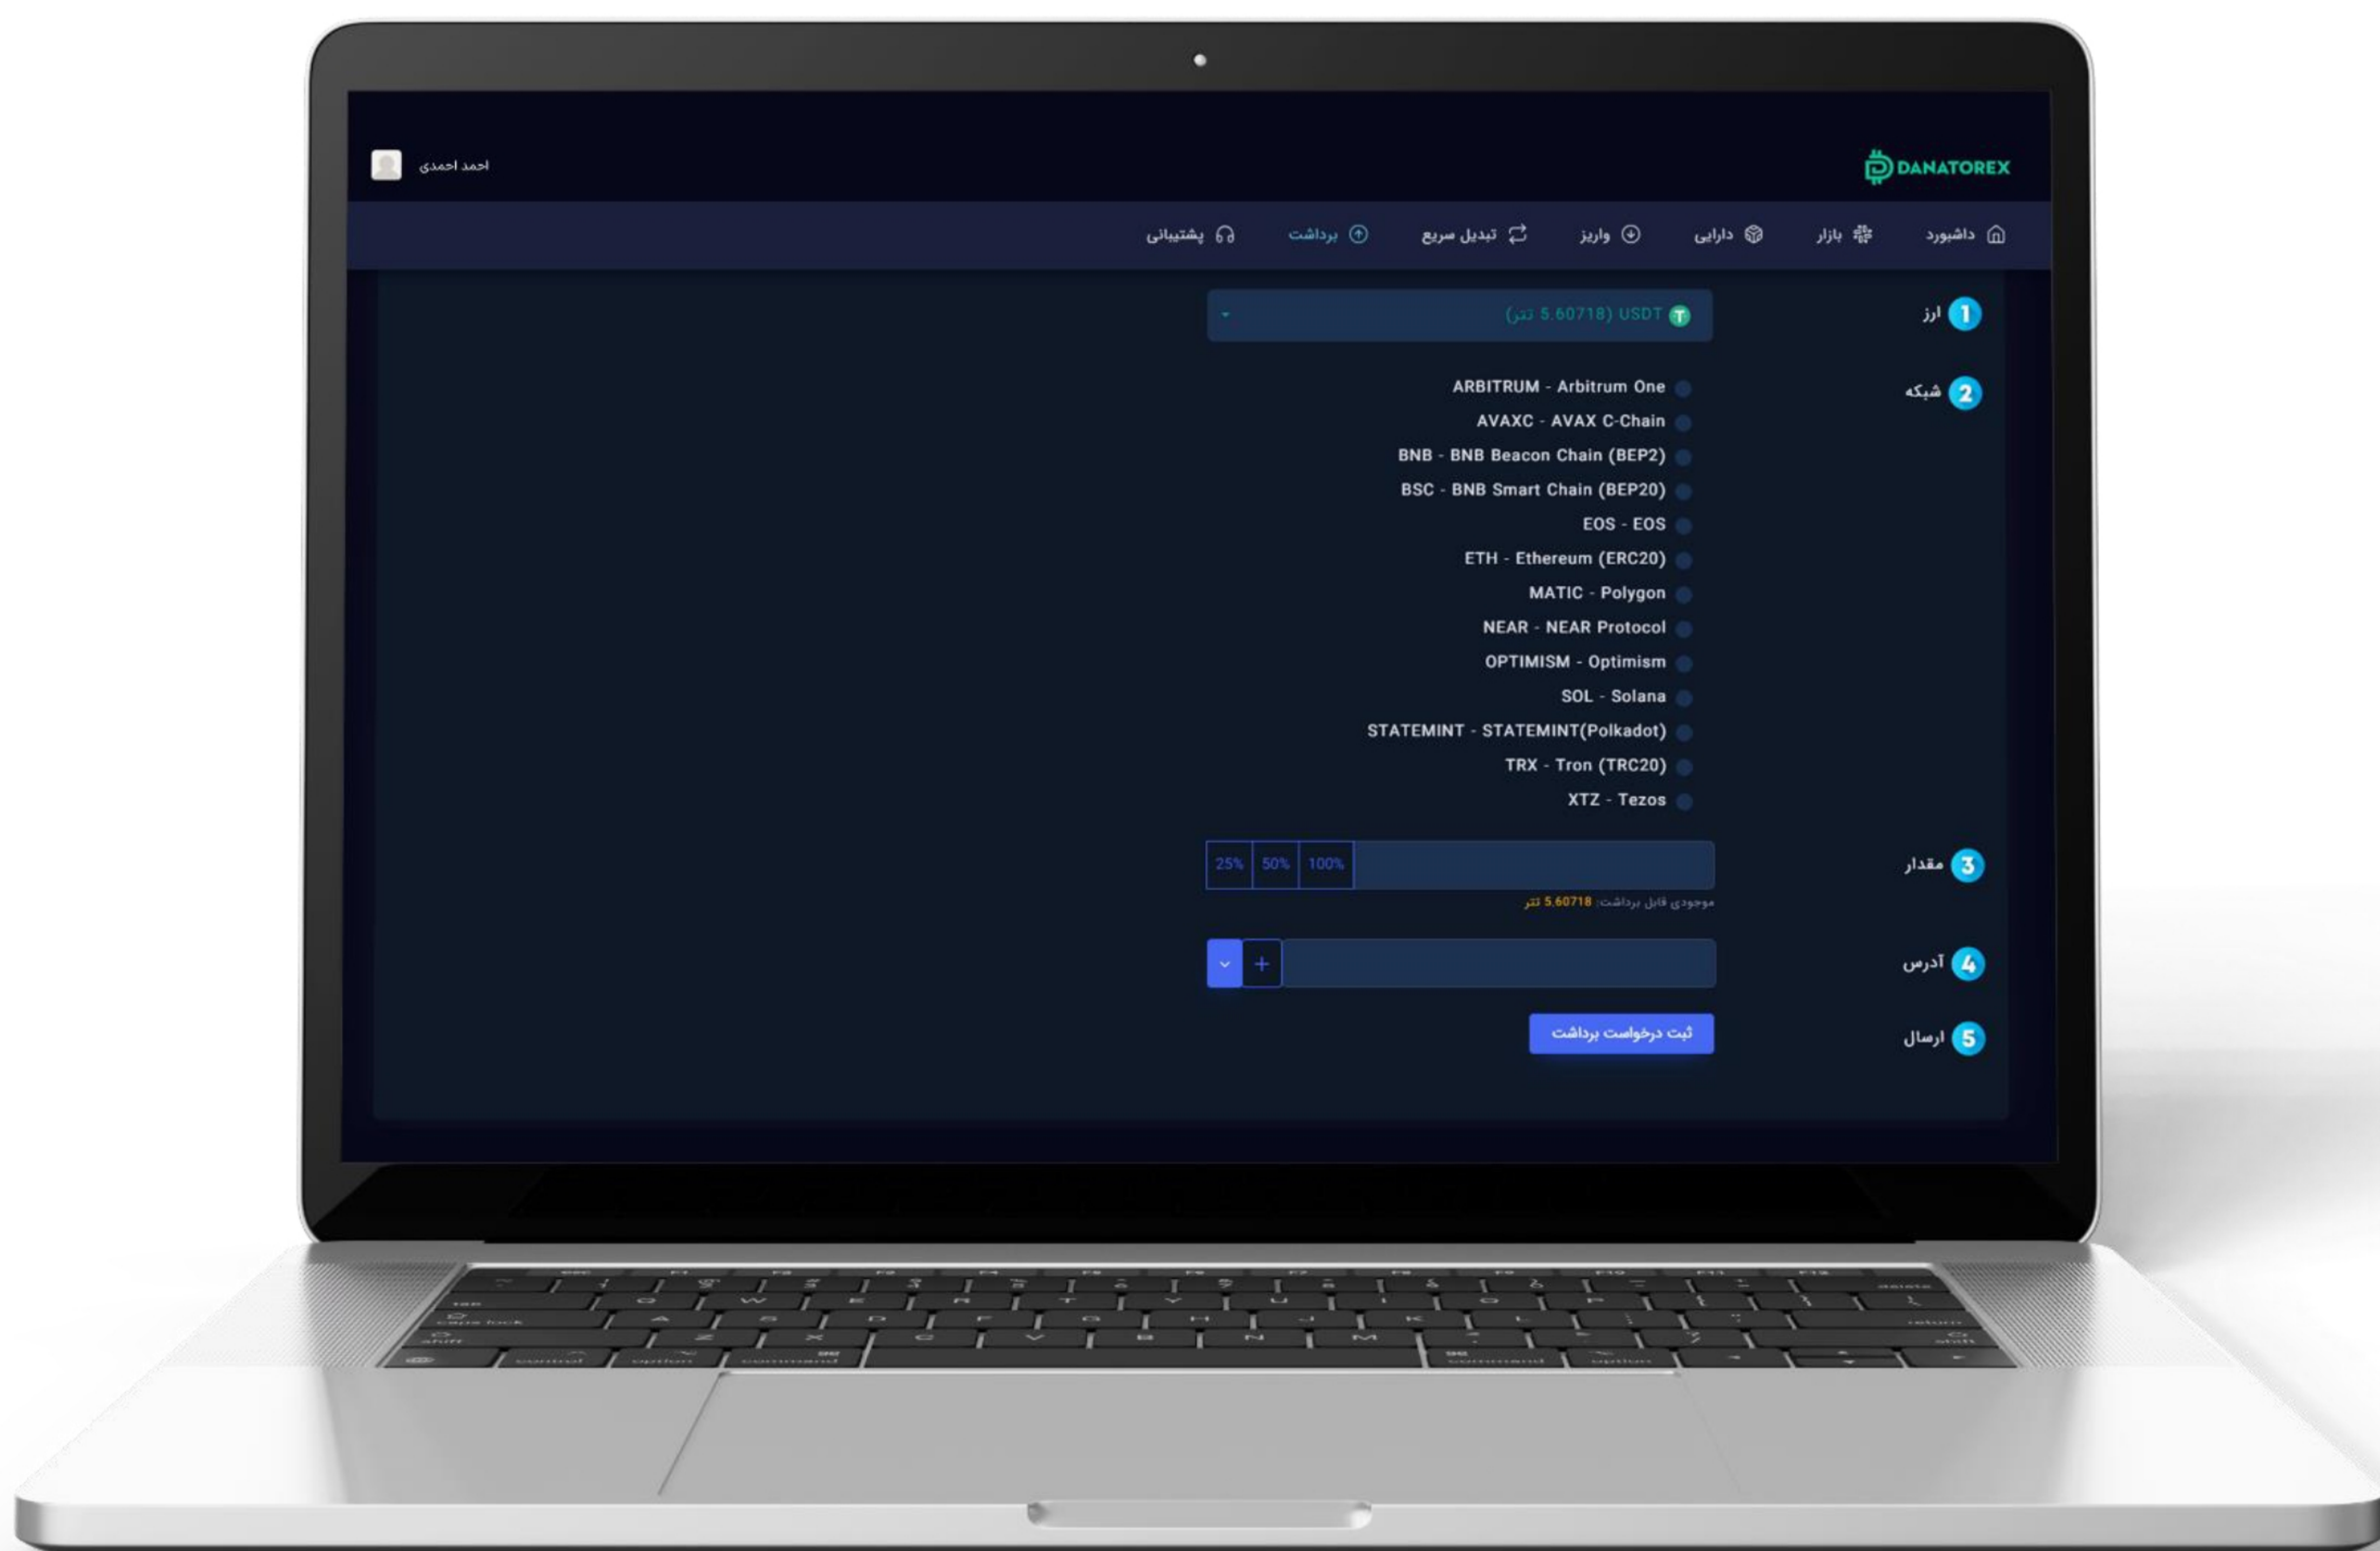 DANATOREX
احمد احمدی
داشبورد بازار دارایی واریز تبدیل سریع برداشت پشتیبانی
1 ارز
USDT (5.60718 تتر)
2 شبکه
ARBITRUM - Arbitrum One
AVAXC - AVAX C-Chain
BNB - BNB Beacon Chain (BEP2)
BSC - BNB Smart Chain (BEP20)
EOS - EOS
ETH - Ethereum (ERC20)
MATIC - Polygon
NEAR - NEAR Protocol
OPTIMISM - Optimism
SOL - Solana
STATEMINT - STATEMINT(Polkadot)
TRX - Tron (TRC20)
XTZ - Tezos
3 مقدار
25% 50% 100%
موجودی قابل برداشت: 5.60718 تتر
4 آدرس
+
5 ارسال
ثبت درخواست برداشت